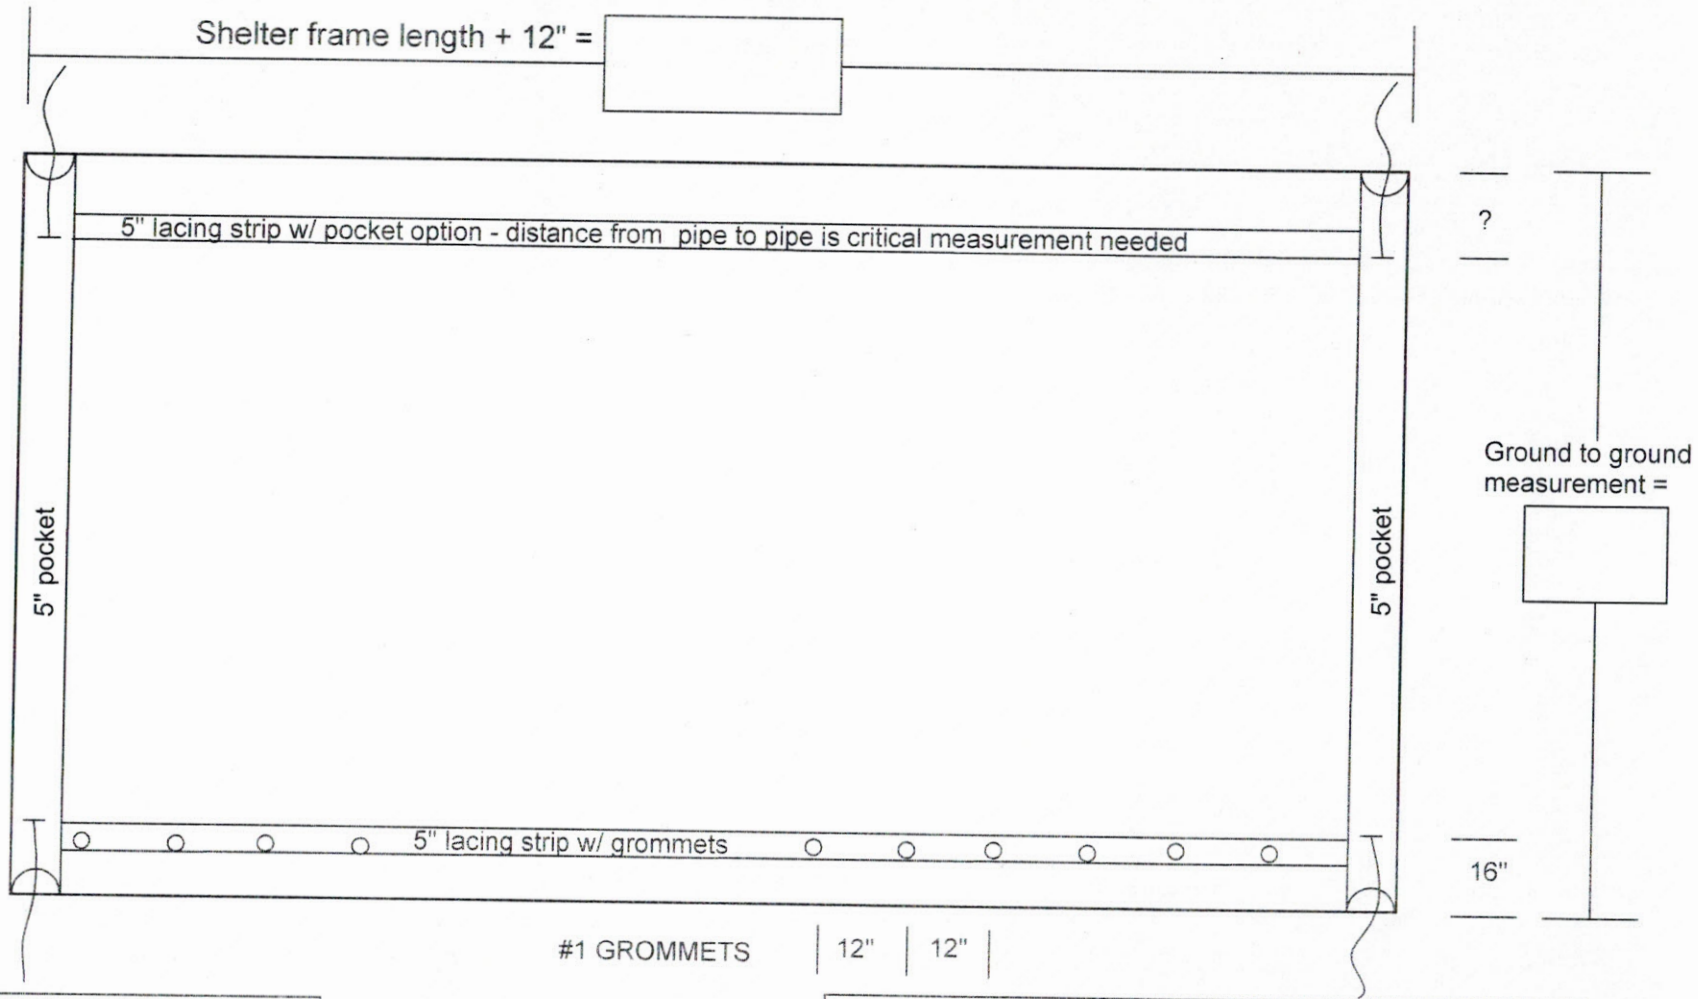 Shelter frame length + 12" =
5" lacing strip w/ pocket option - distance from pipe to pipe is critical measurement needed
?
Ground to ground
measurement =
5" pocket
5" pocket
5" lacing strip w/ grommets
16"
#1 GROMMETS
12"
12"